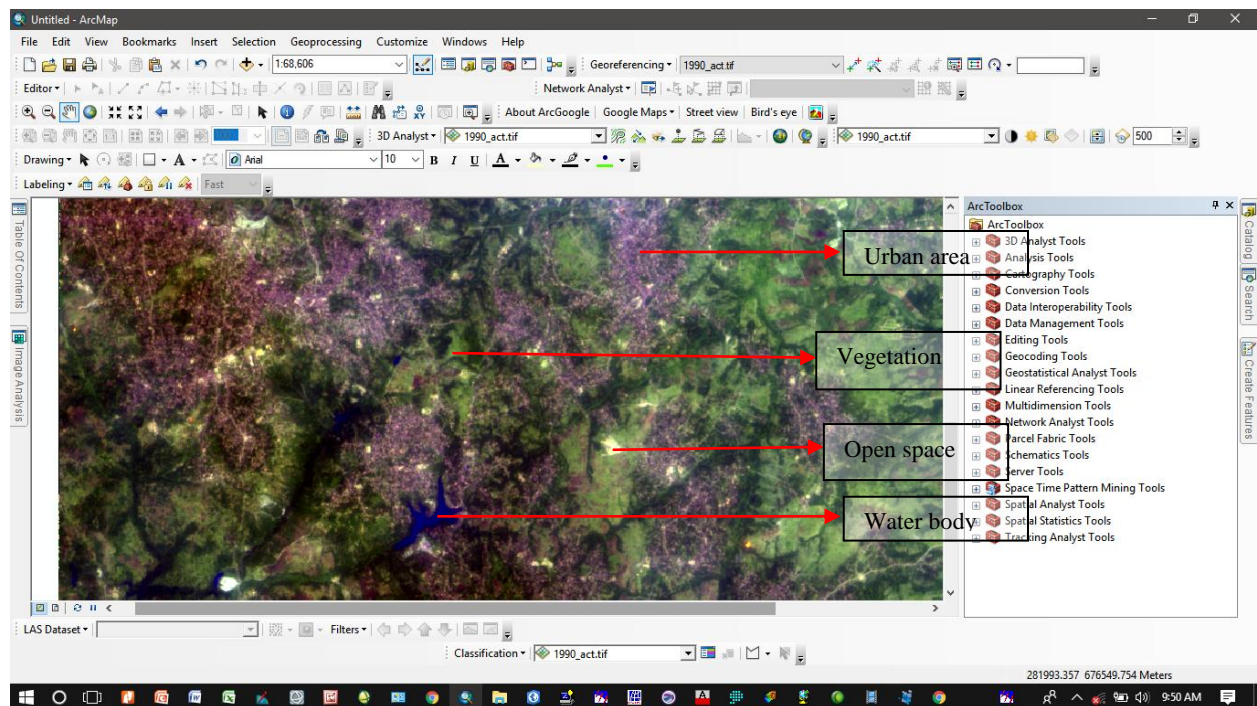 Untitled - ArcMap
File Edit View Bookmarks Insert Selection Geoprocessing Customize Windows Help
1:68,606 Georeferencing 1990_act.tif
Editor Network Analyst
About ArcGoogle Google Maps Street view Bird's eye
3D Analyst 1990_act.tif 1990_act.tif 500
Drawing A Arial 10 B I U A
Labeling Fast
Table Of Contents
Image Analysis
Urban area
Vegetation
Open space
Water body
ArcToolbox
ArcToolbox
3D Analyst Tools
Analysis Tools
Cartography Tools
Conversion Tools
Data Interoperability Tools
Data Management Tools
Editing Tools
Geocoding Tools
Geostatistical Analyst Tools
Linear Referencing Tools
Multidimension Tools
Network Analyst Tools
Parcel Fabric Tools
Schematics Tools
Server Tools
Space Time Pattern Mining Tools
Spatial Analyst Tools
Spatial Statistics Tools
Tracking Analyst Tools
Catalog
Search
Create Features
LAS Dataset Filters
Classification 1990_act.tif
281993.357 676549.754 Meters
9:50 AM